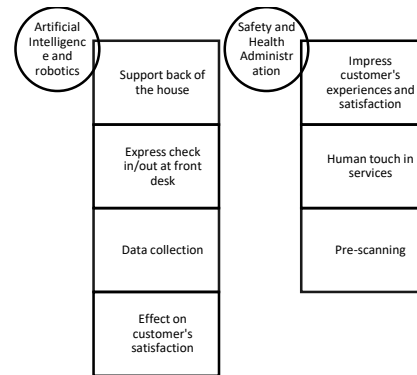 Artificial
Intelligenc
e and
robotics
Support back of
the house
Express check
in/out at front
desk
Data collection
Effect on
customer's
satisfaction
Safety and
Health
Administr
ation
Impress
customer's
experiences and
satisfaction
Human touch in
services
Pre-scanning